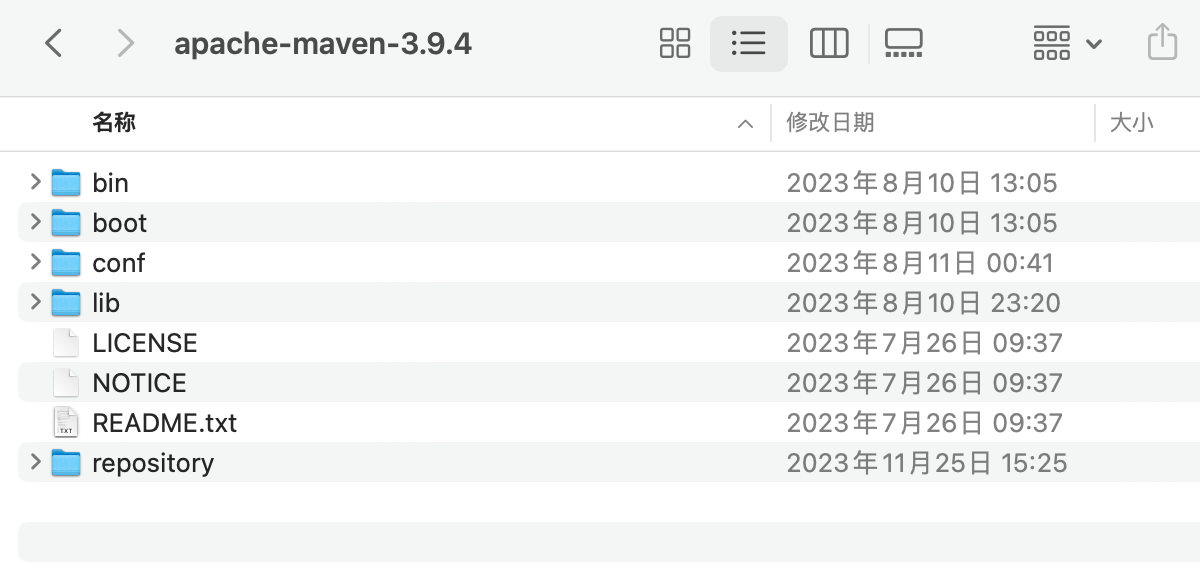 apache-maven-3.9.4
名称 修改日期 大小
bin 2023年8月10日 13:05
boot 2023年8月10日 13:05
conf 2023年8月11日 00:41
lib 2023年8月10日 23:20
LICENSE 2023年7月26日 09:37
NOTICE 2023年7月26日 09:37
README.txt 2023年7月26日 09:37
repository 2023年11月25日 15:25